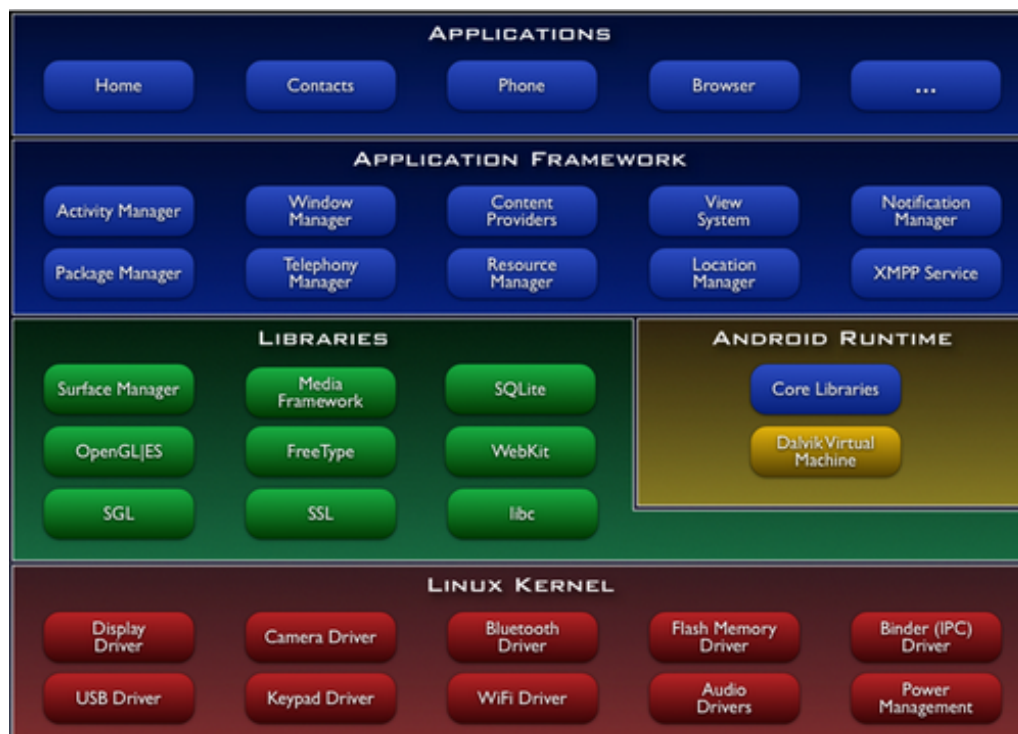 APPLICATIONS
Home
Contacts
Phone
Browser
...
APPLICATION FRAMEWORK
Activity Manager
Window
Manager
Content
Providers
View
System
Notification
Manager
Package Manager
Telephony
Manager
Resource
Manager
Location
Manager
XMPP Service
LIBRARIES
Surface Manager
Media
Framework
SQLite
OpenGL|ES
FreeType
WebKit
SGL
SSL
libc
ANDROID RUNTIME
Core Libraries
Dalvik Virtual
Machine
LINUX KERNEL
Display
Driver
Camera Driver
Bluetooth
Driver
Flash Memory
Driver
Binder (IPC)
Driver
USB Driver
Keypad Driver
WiFi Driver
Audio
Drivers
Power
Management